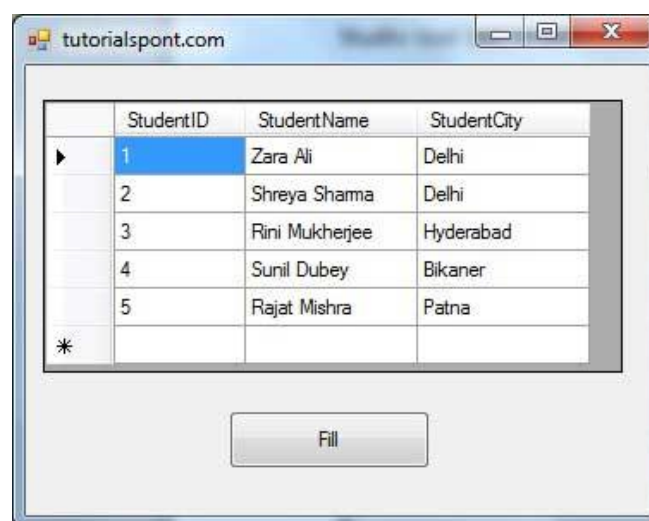 tutorialspont.com
StudentID StudentName StudentCity
1 Zara Ali Delhi
2 Shreya Sharma Delhi
3 Rini Mukherjee Hyderabad
4 Sunil Dubey Bikaner
5 Rajat Mishra Patna
Fill